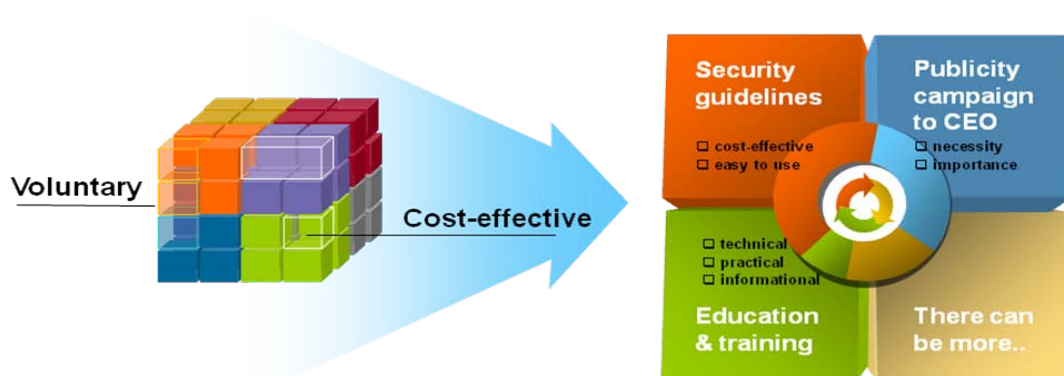 Voluntary
Cost-effective
Security
guidelines
❑ cost-effective
❑ easy to use
Publicity
campaign
to CEO
❑ necessity
❑ importance
❑ technical
❑ practical
❑ informational
Education
& training
There can
be more..